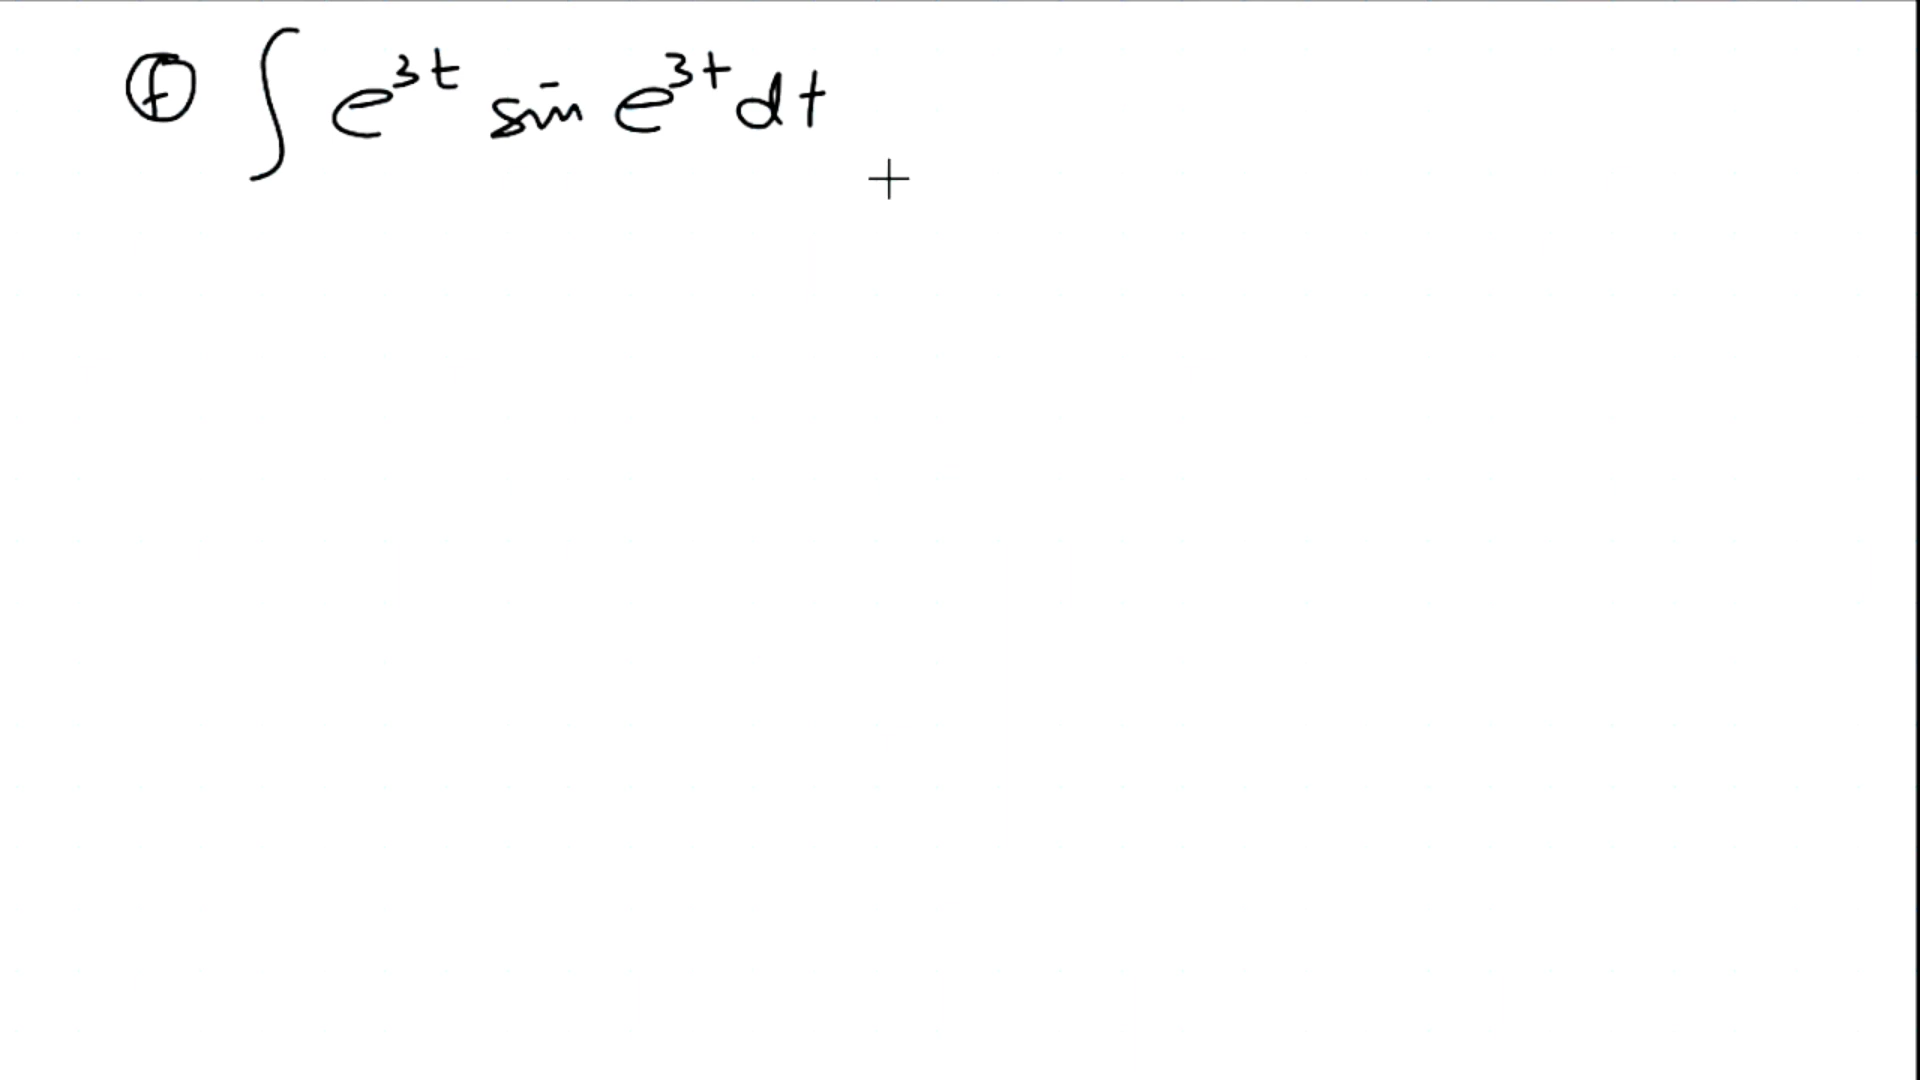 ⓕ ∫ e^{3t} sin e^{3t} dt